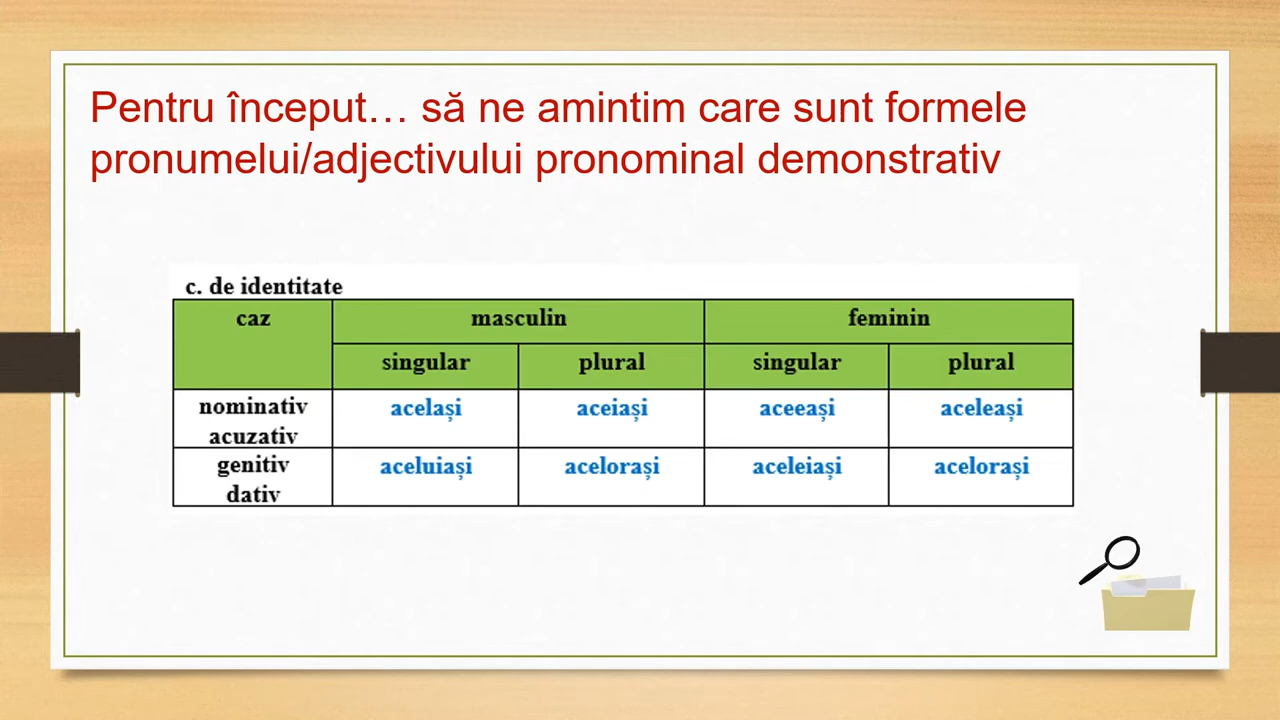 Pentru început… să ne amintim care sunt formele
pronumelui/adjectivului pronominal demonstrativ
c. de identitate
caz masculin feminin
singular plural singular plural
nominativ acuzativ același aceiași aceeași aceleași
genitiv dativ aceluiași acelorași aceleiași acelorași